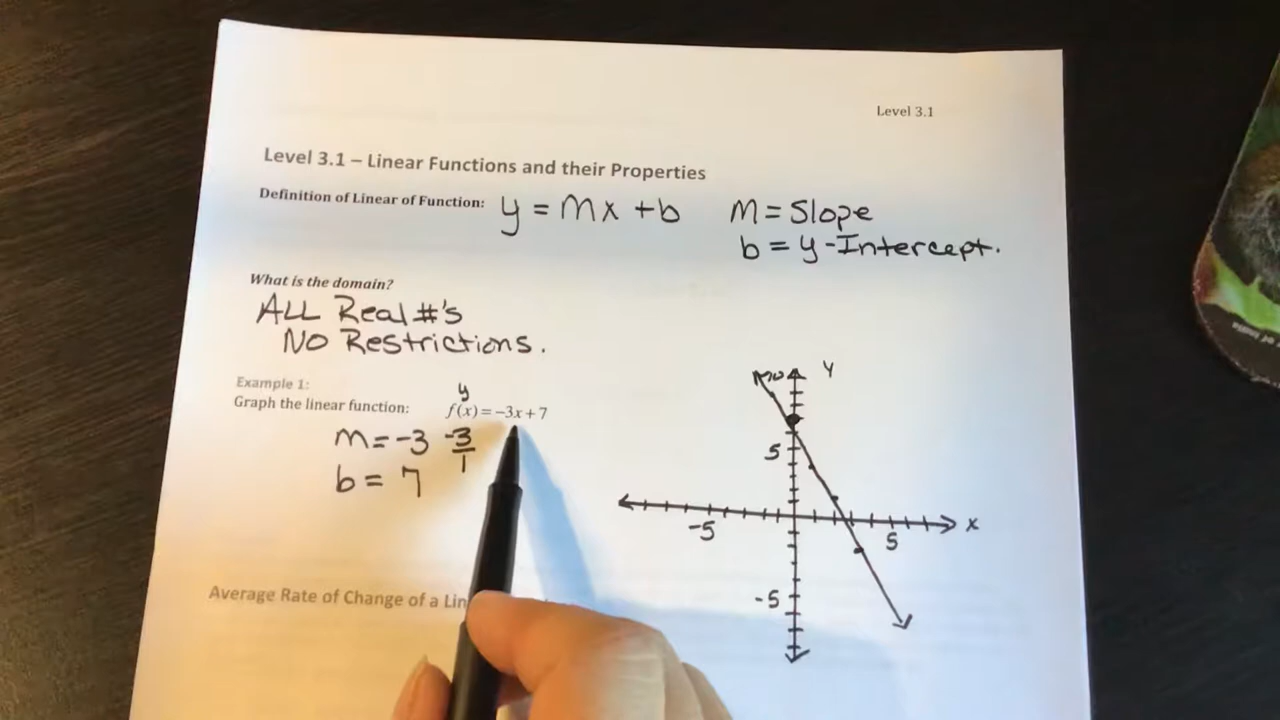 Level 3.1
Level 3.1 – Linear Functions and their Properties
Definition of Linear of Function: y = mx + b m = Slope
b = y-Intercept.
What is the domain?
ALL Real #'s
NO Restrictions.
Example 1:
y
Graph the linear function: f(x) = −3x + 7
m = -3 -3/1
b = 7
Y
5
-5
5
x
-5
Average Rate of Change of a